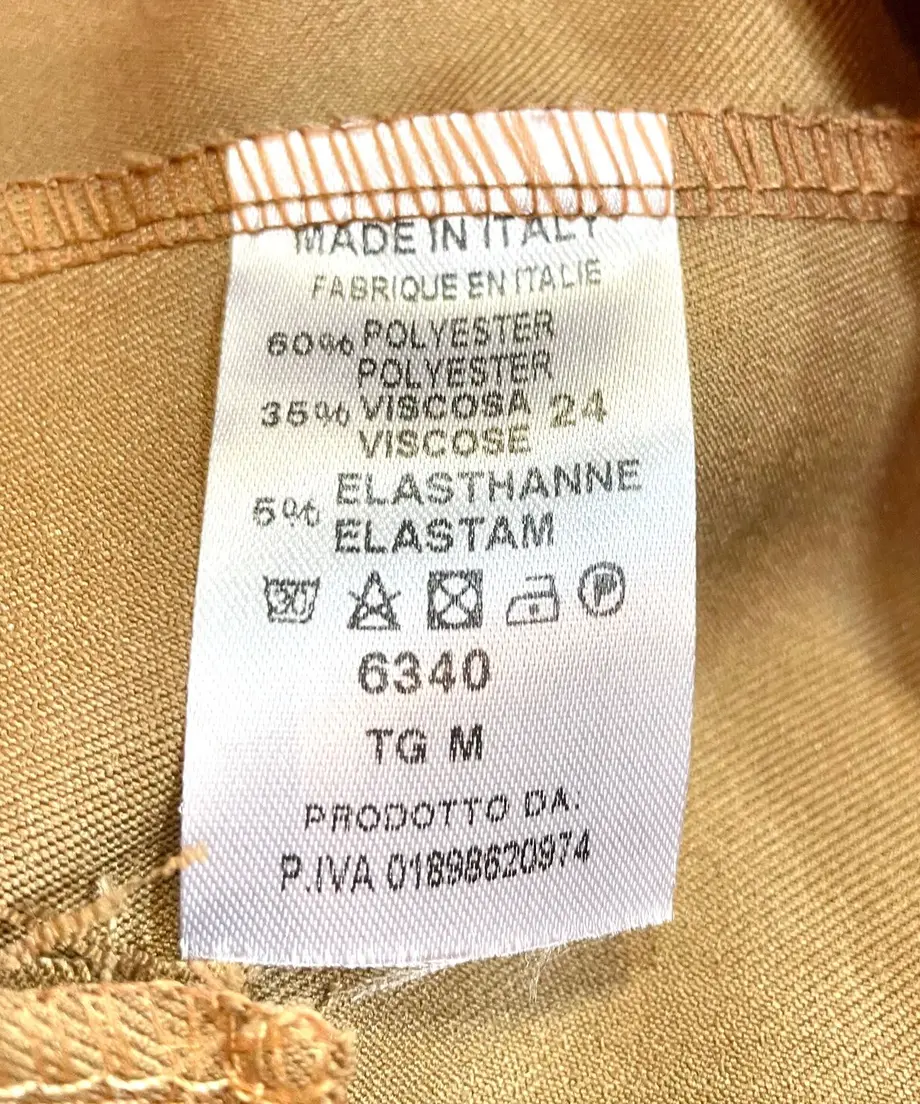 MADE IN ITALY
FABRIQUE EN ITALIE
60% POLYESTER
POLYESTER
35% VISCOSA 24
VISCOSE
5% ELASTHANNE
ELASTAM
30
P
6340
TG M
PRODOTTO DA:
P.IVA 01898620974